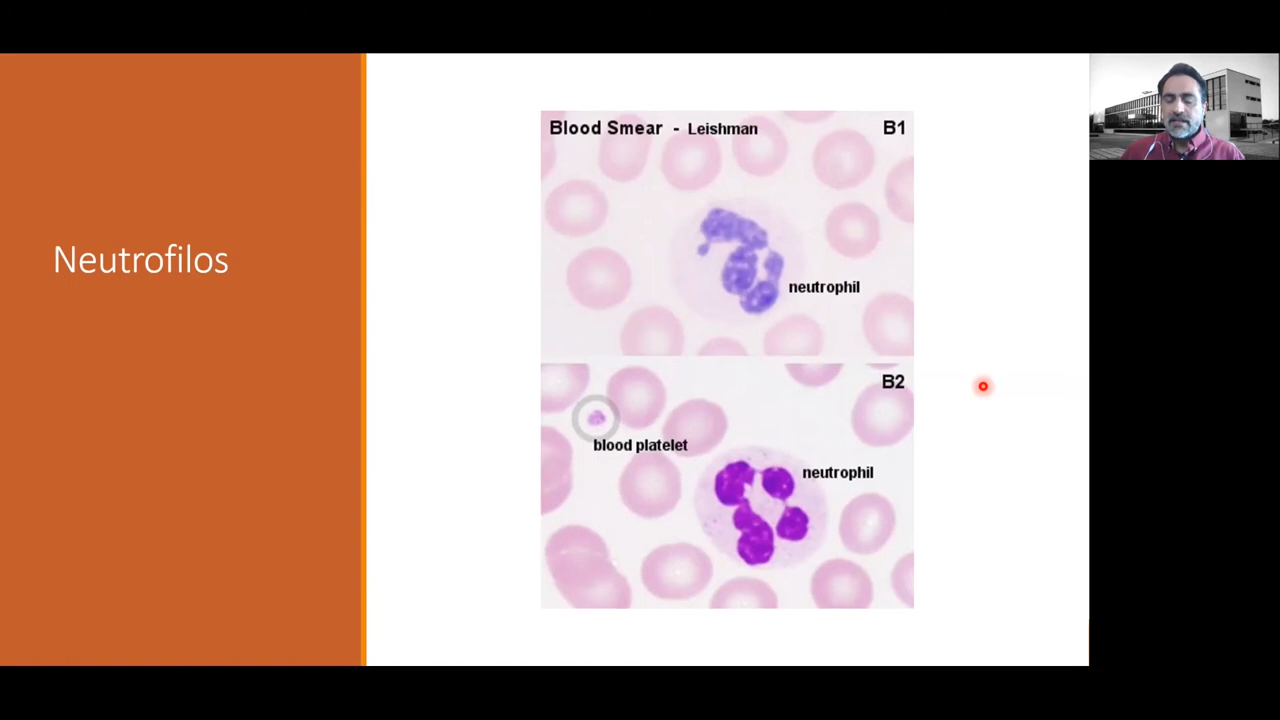 Neutrofilos
Blood Smear - Leishman
B1
neutrophil
B2
blood platelet
neutrophil